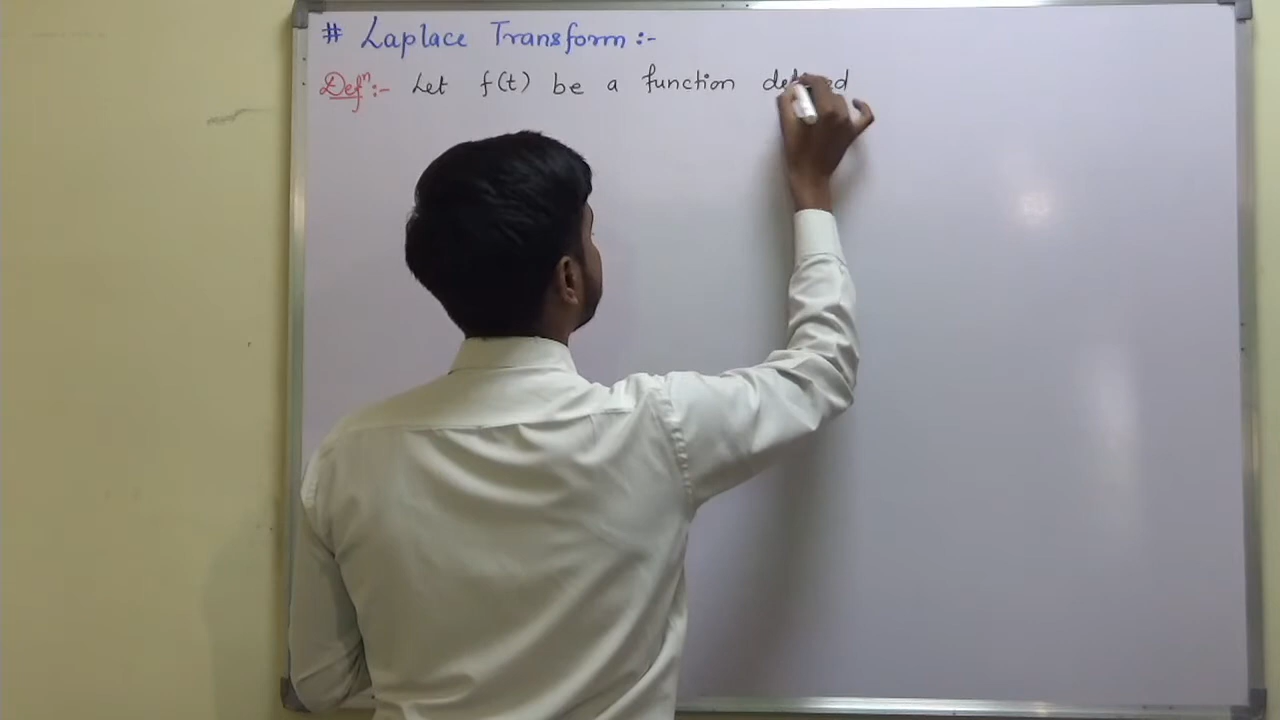 # Laplace Transform :-
Defⁿ :- Let f(t) be a function defined